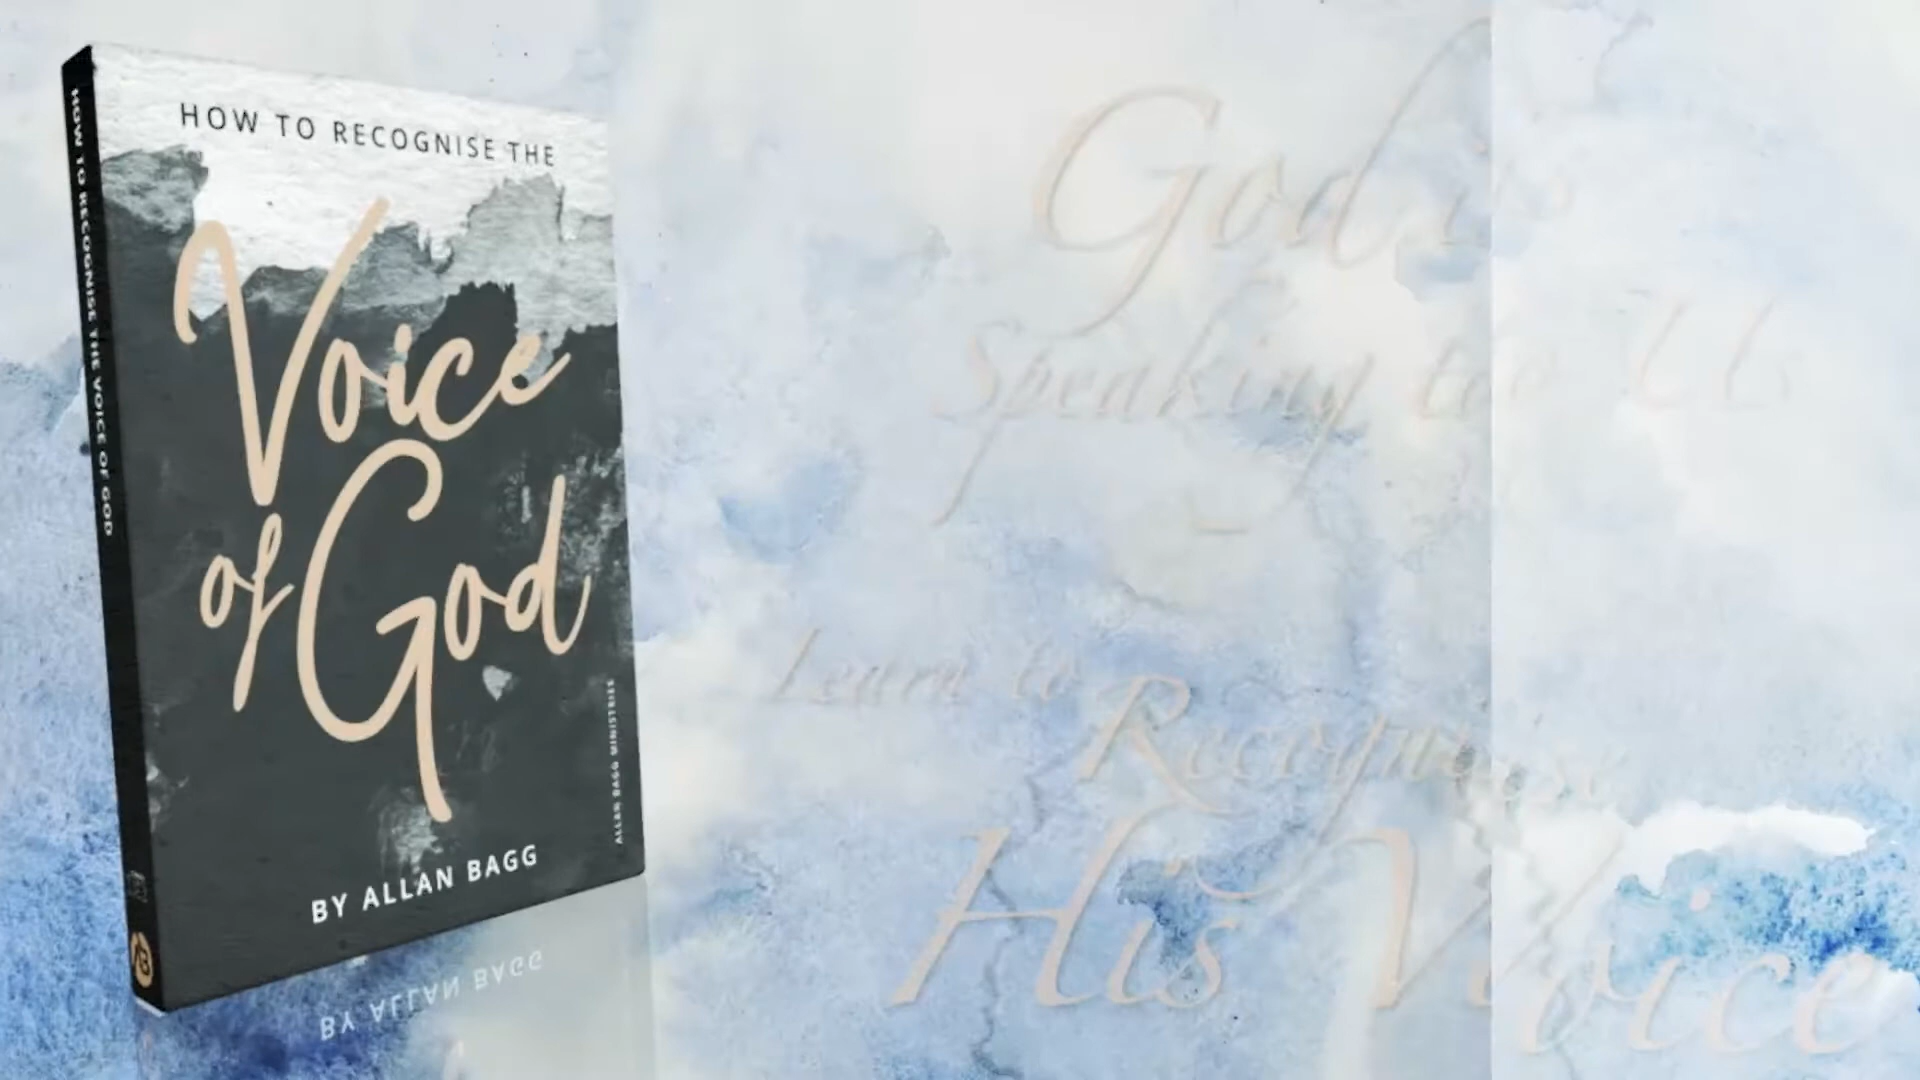 HOW TO RECOGNISE THE VOICE OF GOD
HOW TO RECOGNISE THE
Voice
of God
ALLAN BAGG MINISTRIES
BY ALLAN BAGG
AB
BY ALLAN BAGG
God is
Speaking to Us
Learn to
Recognise
His Voice